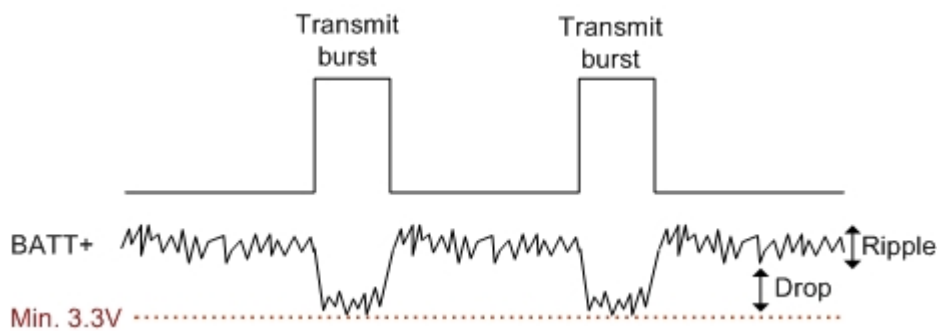 Transmit
burst
Transmit
burst
BATT+
Ripple
Drop
Min. 3.3V